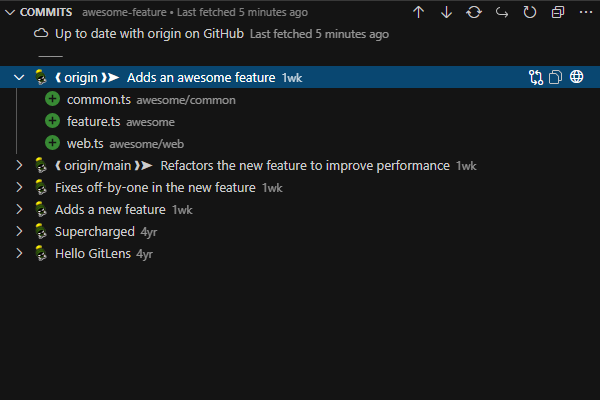 COMMITS awesome-feature • Last fetched 5 minutes ago
Up to date with origin on GitHub Last fetched 5 minutes ago
❪ origin ❫➤ Adds an awesome feature 1wk
common.ts awesome/common
feature.ts awesome
web.ts awesome/web
❪ origin/main ❫➤ Refactors the new feature to improve performance 1wk
Fixes off-by-one in the new feature 1wk
Adds a new feature 1wk
Supercharged 4yr
Hello GitLens 4yr